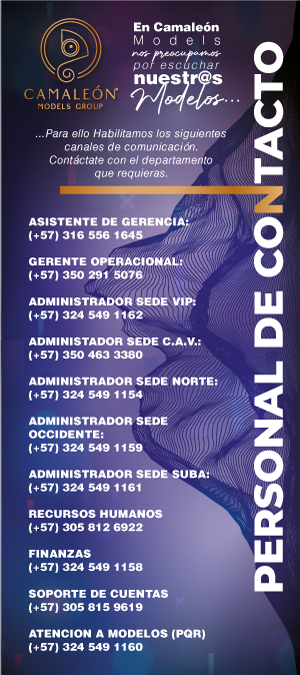 CAMALEÓN
MODELS GROUP
En Camaleón
Models
nos preocupamos
por escuchar
nuestr@s
Modelos...
...Para ello Habilitamos los siguientes
canales de comunicación.
Contáctate con el departamento
que requieras.
PERSONAL DE CONTACTO
ASISTENTE DE GERENCIA:
(+57) 316 556 1645
GERENTE OPERACIONAL:
(+57) 350 291 5076
ADMINISTRADOR SEDE VIP:
(+57) 324 549 1162
ADMINISTADOR SEDE C.A.V.:
(+57) 350 463 3380
ADMINISTRADOR SEDE NORTE:
(+57) 324 549 1154
ADMINISTRADOR SEDE
OCCIDENTE:
(+57) 324 549 1159
ADMINISTRADOR SEDE SUBA:
(+57) 324 549 1161
RECURSOS HUMANOS
(+57) 305 812 6922
FINANZAS
(+57) 324 549 1158
SOPORTE DE CUENTAS
(+57) 305 815 9619
ATENCION A MODELOS (PQR)
(+57) 324 549 1160